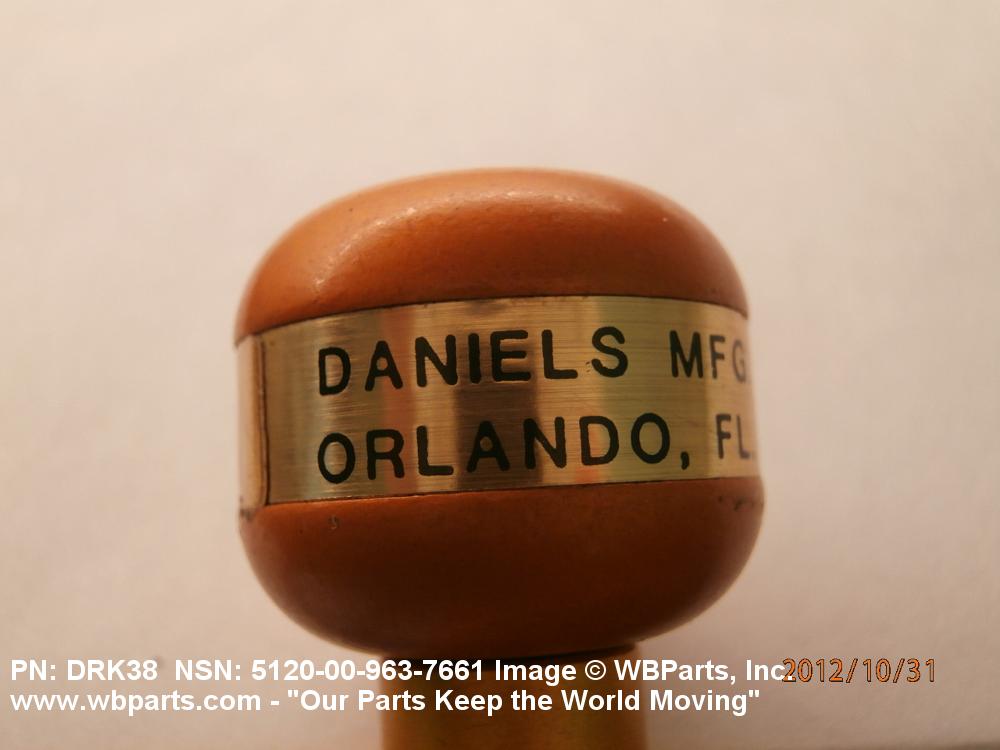 DANIELS MFG.
ORLANDO, FL.
PN: DRK38 NSN: 5120-00-963-7661 Image © WBParts, Inc. 2012/10/31
www.wbparts.com - "Our Parts Keep the World Moving"